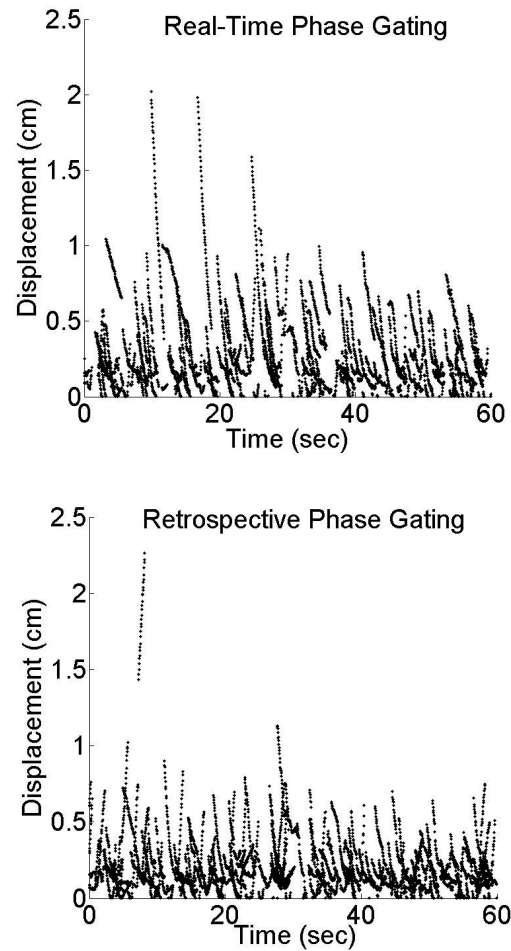 Real-Time Phase Gating
2.5
2
1.5
1
0.5
0
Displacement (cm)
0 20 40 60
Time (sec)
Retrospective Phase Gating
2.5
2
1.5
1
0.5
0
Displacement (cm)
0 20 40 60
Time (sec)